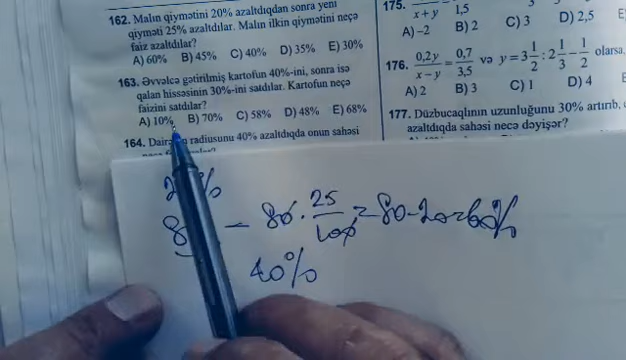 162. Malın qiymətini 20% azaltdıqdan sonra yeni
qiyməti 25% azaltdılar. Malın ilkin qiymətini neçə
faiz azaltdılar?
A) 60% B) 45% C) 40% D) 35% E) 30%
163. Əvvəlcə gətirilmiş kartofun 40%-ini, sonra isə
qalan hissəsinin 30%-ini satdılar. Kartofun neçə
faizini satdılar?
A) 10% B) 70% C) 58% D) 48% E) 68%
164. radiusunu 40% azaltdıqda onun sahəsi
175. x+y 1,5
A) –2 B) 2 C) 3 D) 2,5 E
176. 0,2y/x–y = 0,7/3,5 və y = 3 1/2 : 2 1/3 – 1/2 olarsa,
A) 2 B) 3 C) 1 D) 4 E
177. Düzbucaqlının uzunluğunu 30% artırıb,
azaltdıqda sahəsi necə dəyişər?
8 – 80 · 25/100 = 80-20=60%
40%